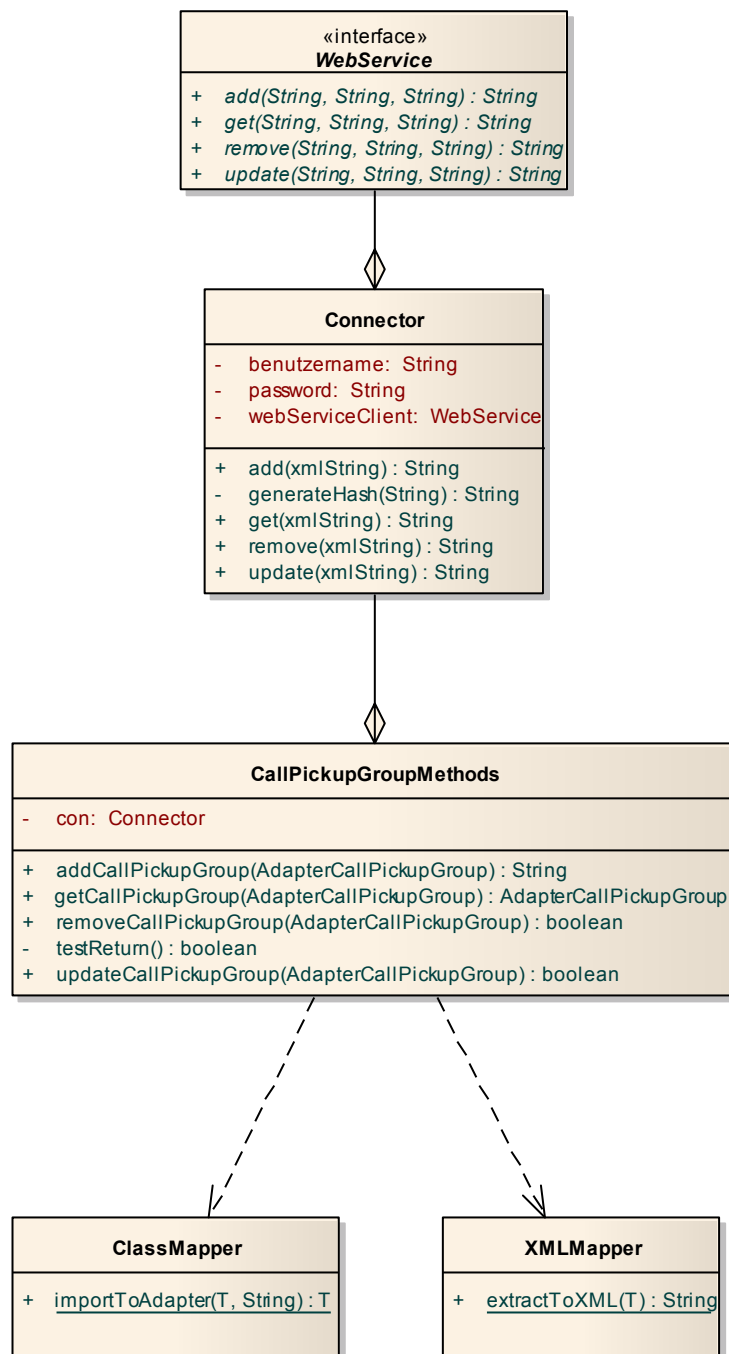 «interface»
WebService
+ add(String, String, String) : String
+ get(String, String, String) : String
+ remove(String, String, String) : String
+ update(String, String, String) : String
Connector
- benutzername: String
- password: String
- webServiceClient: WebService
+ add(xmlString) : String
- generateHash(String) : String
+ get(xmlString) : String
+ remove(xmlString) : String
+ update(xmlString) : String
CallPickupGroupMethods
- con: Connector
+ addCallPickupGroup(AdapterCallPickupGroup) : String
+ getCallPickupGroup(AdapterCallPickupGroup) : AdapterCallPickupGroup
+ removeCallPickupGroup(AdapterCallPickupGroup) : boolean
- testReturn() : boolean
+ updateCallPickupGroup(AdapterCallPickupGroup) : boolean
ClassMapper
+ importToAdapter(T, String) : T
XMLMapper
+ extractToXML(T) : String